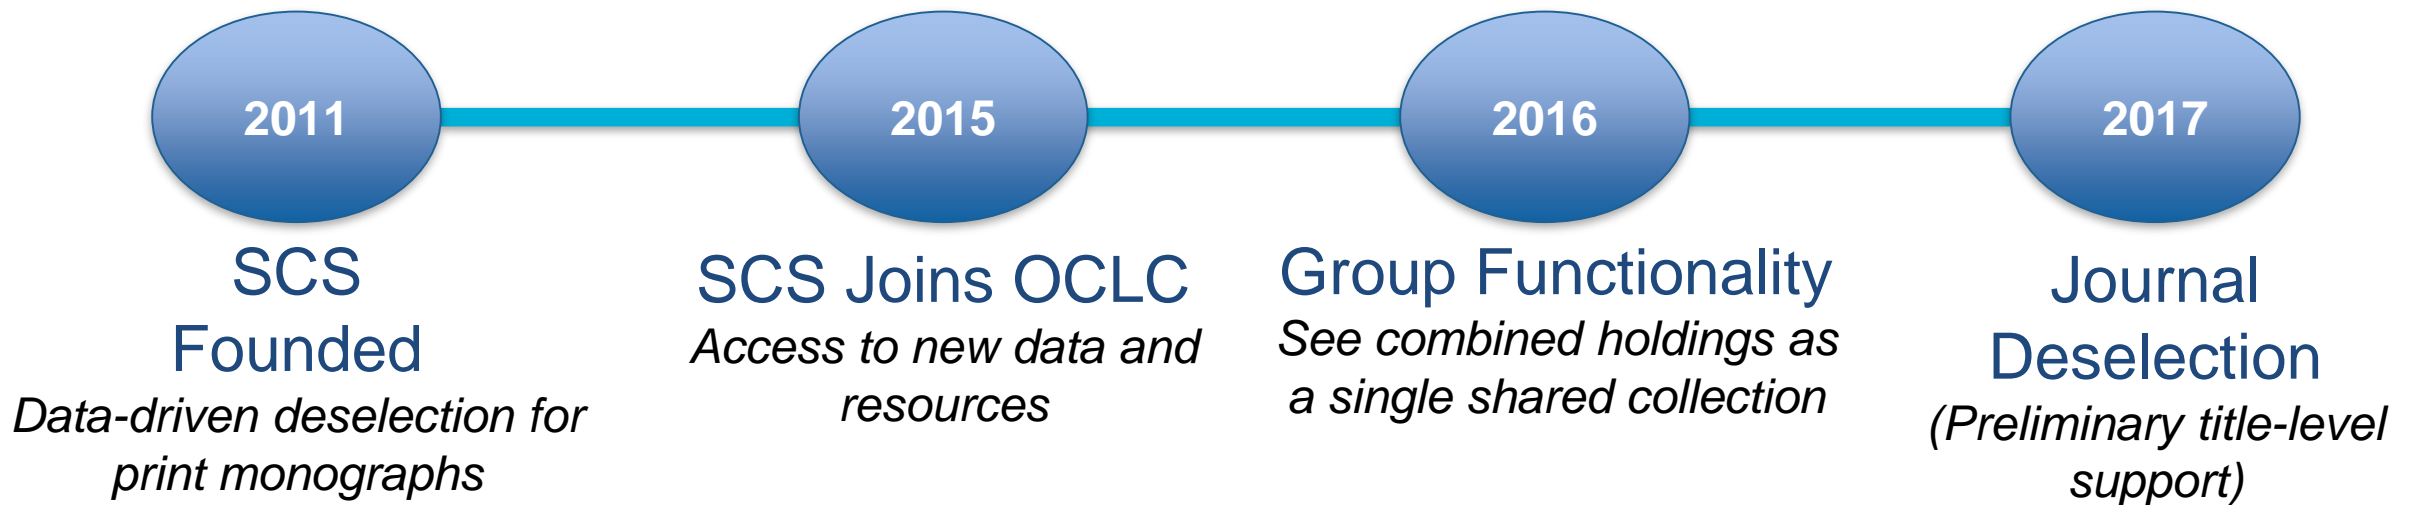 2011
SCS
Founded
Data-driven deselection for
print monographs
2015
SCS Joins OCLC
Access to new data and
resources
2016
Group Functionality
See combined holdings as
a single shared collection
2017
Journal
Deselection
(Preliminary title-level
support)